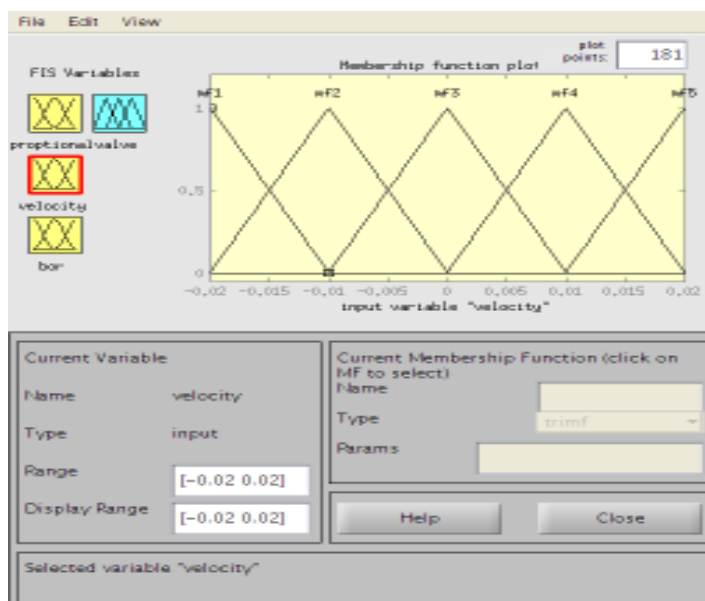 File Edit View
FIS Variables
Membership function plot
plot points:
181
mf1 mf2 mf3 mf4 mf5
1
0.5
0
proptionalvalve
velocity
bor
-0.02 -0.015 -0.01 -0.005 0 0.005 0.01 0.015 0.02
input variable "velocity"
Current Variable
Name velocity
Type input
Range [-0.02 0.02]
Display Range [-0.02 0.02]
Current Membership Function (click on
MF to select)
Name
Type trimf
Params
Help Close
Selected variable "velocity"